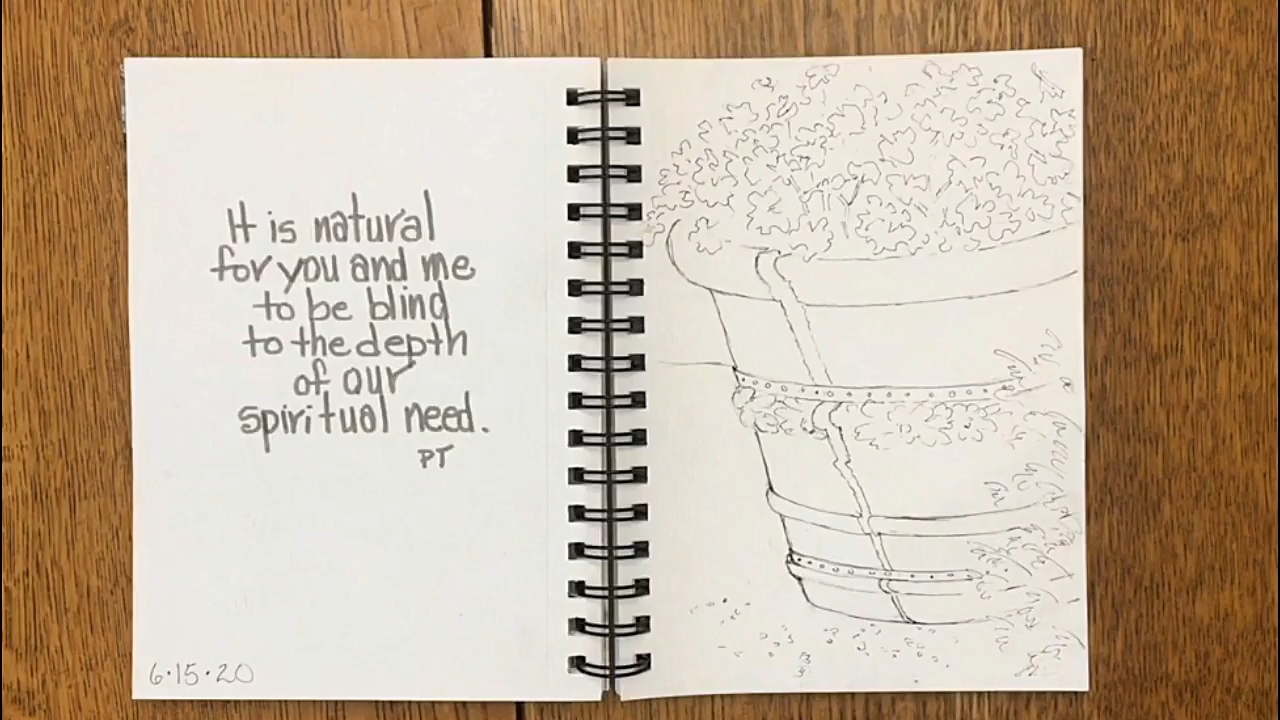 It is natural
for you and me
to be blind
to the depth
of our
spiritual need.
PT
6·15·20